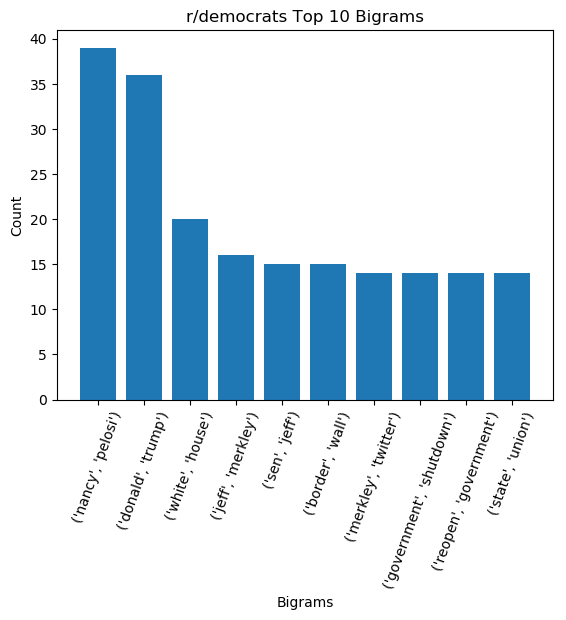 r/democrats Top 10 Bigrams
Count
40
35
30
25
20
15
10
5
0
('nancy', 'pelosi')
('donald', 'trump')
('white', 'house')
('jeff', 'merkley')
('sen', 'jeff')
('border', 'wall')
('merkley', 'twitter')
('government', 'shutdown')
('reopen', 'government')
('state', 'union')
Bigrams